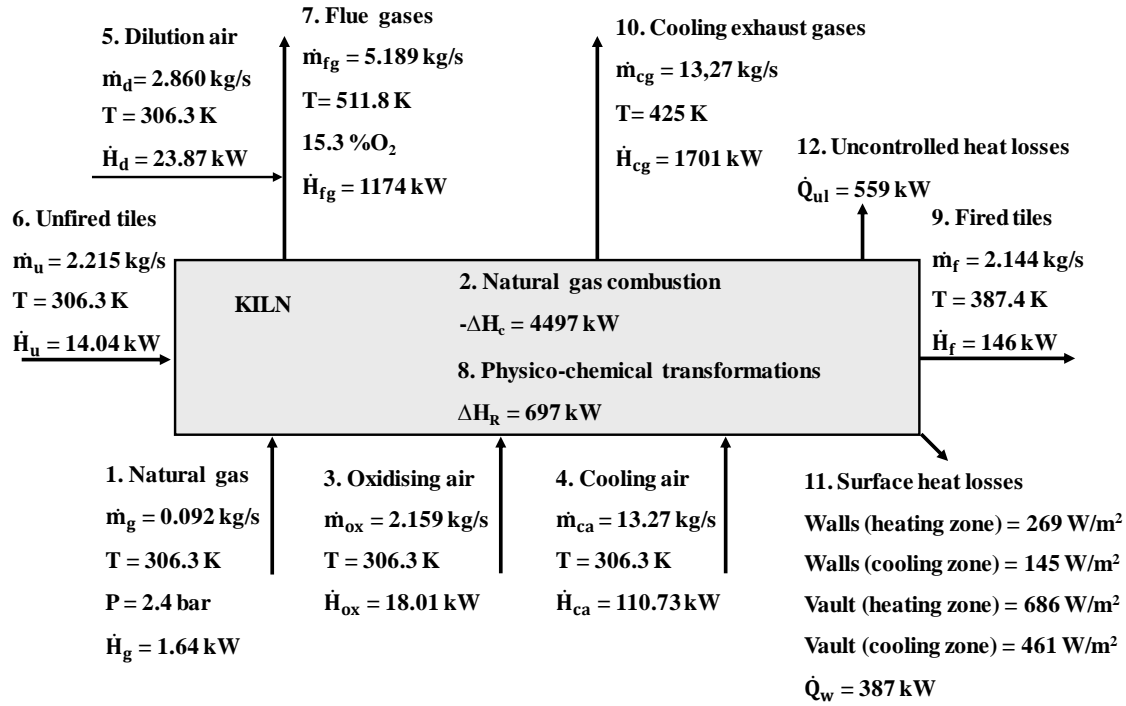 5. Dilution air
ṁd= 2.860 kg/s
T = 306.3 K
Ḣd = 23.87 kW
7. Flue gases
ṁfg = 5.189 kg/s
T= 511.8 K
15.3 %O2
Ḣfg = 1174 kW
10. Cooling exhaust gases
ṁcg = 13,27 kg/s
T= 425 K
Ḣcg = 1701 kW
12. Uncontrolled heat losses
Q̇ul = 559 kW
6. Unfired tiles
ṁu = 2.215 kg/s
T = 306.3 K
Ḣu = 14.04 kW
KILN
2. Natural gas combustion
-ΔHc = 4497 kW
8. Physico-chemical transformations
ΔHR = 697 kW
9. Fired tiles
ṁf = 2.144 kg/s
T = 387.4 K
Ḣf = 146 kW
1. Natural gas
ṁg = 0.092 kg/s
T = 306.3 K
P = 2.4 bar
Ḣg = 1.64 kW
3. Oxidising air
ṁox = 2.159 kg/s
T = 306.3 K
Ḣox = 18.01 kW
4. Cooling air
ṁca = 13.27 kg/s
T = 306.3 K
Ḣca = 110.73 kW
11. Surface heat losses
Walls (heating zone) = 269 W/m²
Walls (cooling zone) = 145 W/m²
Vault (heating zone) = 686 W/m²
Vault (cooling zone) = 461 W/m²
Q̇w = 387 kW